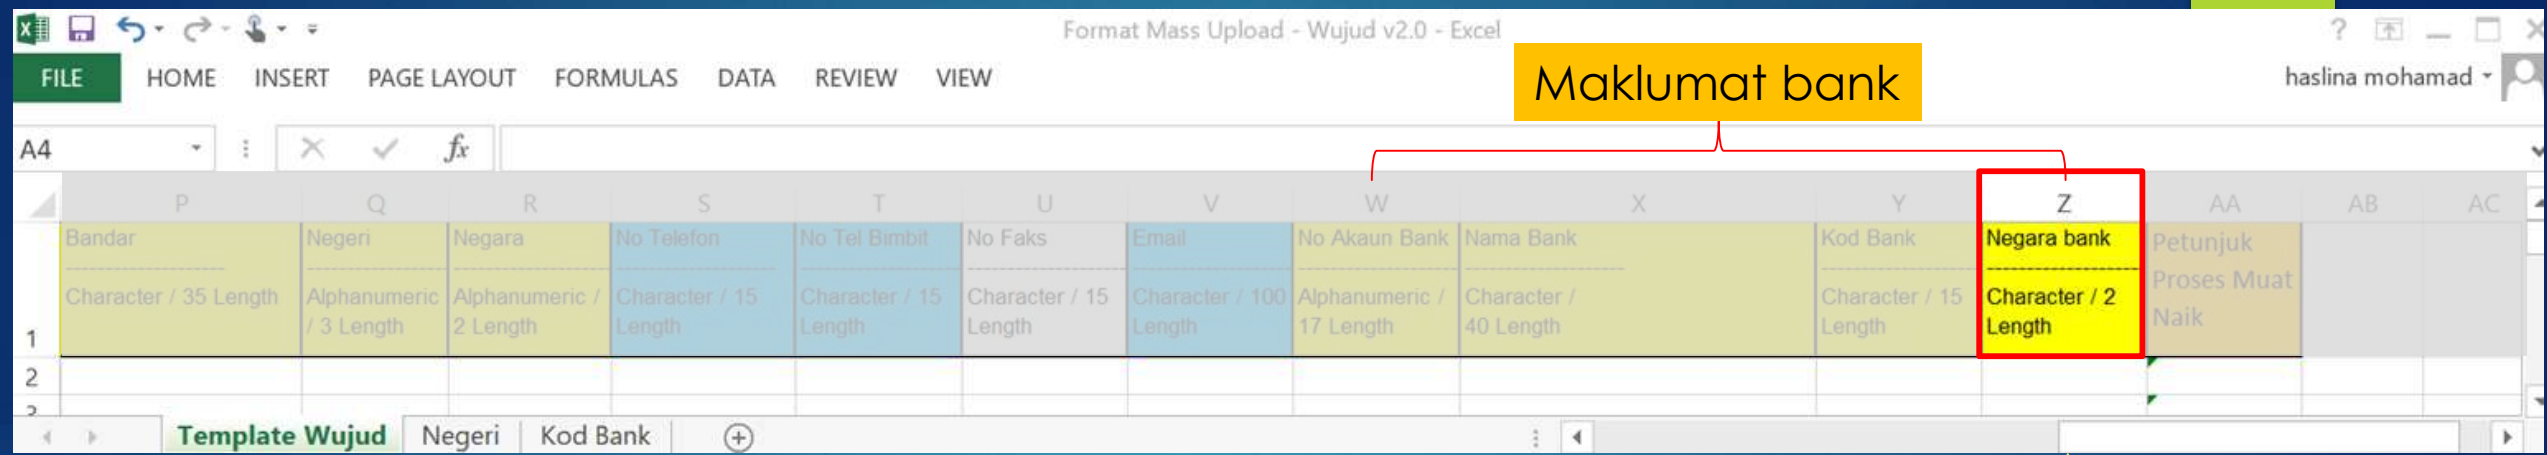 Format Mass Upload - Wujud v2.0 - Excel
?
FILE HOME INSERT PAGE LAYOUT FORMULAS DATA REVIEW VIEW
Maklumat bank
haslina mohamad
A4
fx
P Q R S T U V W X Y Z AA AB AC
1
Bandar
--------------------
Character / 35 Length
Negeri
--------------------
Alphanumeric
/ 3 Length
Negara
--------------------
Alphanumeric /
2 Length
No Telefon
--------------------
Character / 15
Length
No Tel Bimbit
--------------------
Character / 15
Length
No Faks
--------------------
Character / 15
Length
Email
--------------------
Character / 100
Length
No Akaun Bank
--------------------
Alphanumeric /
17 Length
Nama Bank
--------------------
Character /
40 Length
Kod Bank
--------------------
Character / 15
Length
Negara bank
--------------------
Character / 2
Length
Petunjuk
Proses Muat
Naik
2
3
Template Wujud Negeri Kod Bank